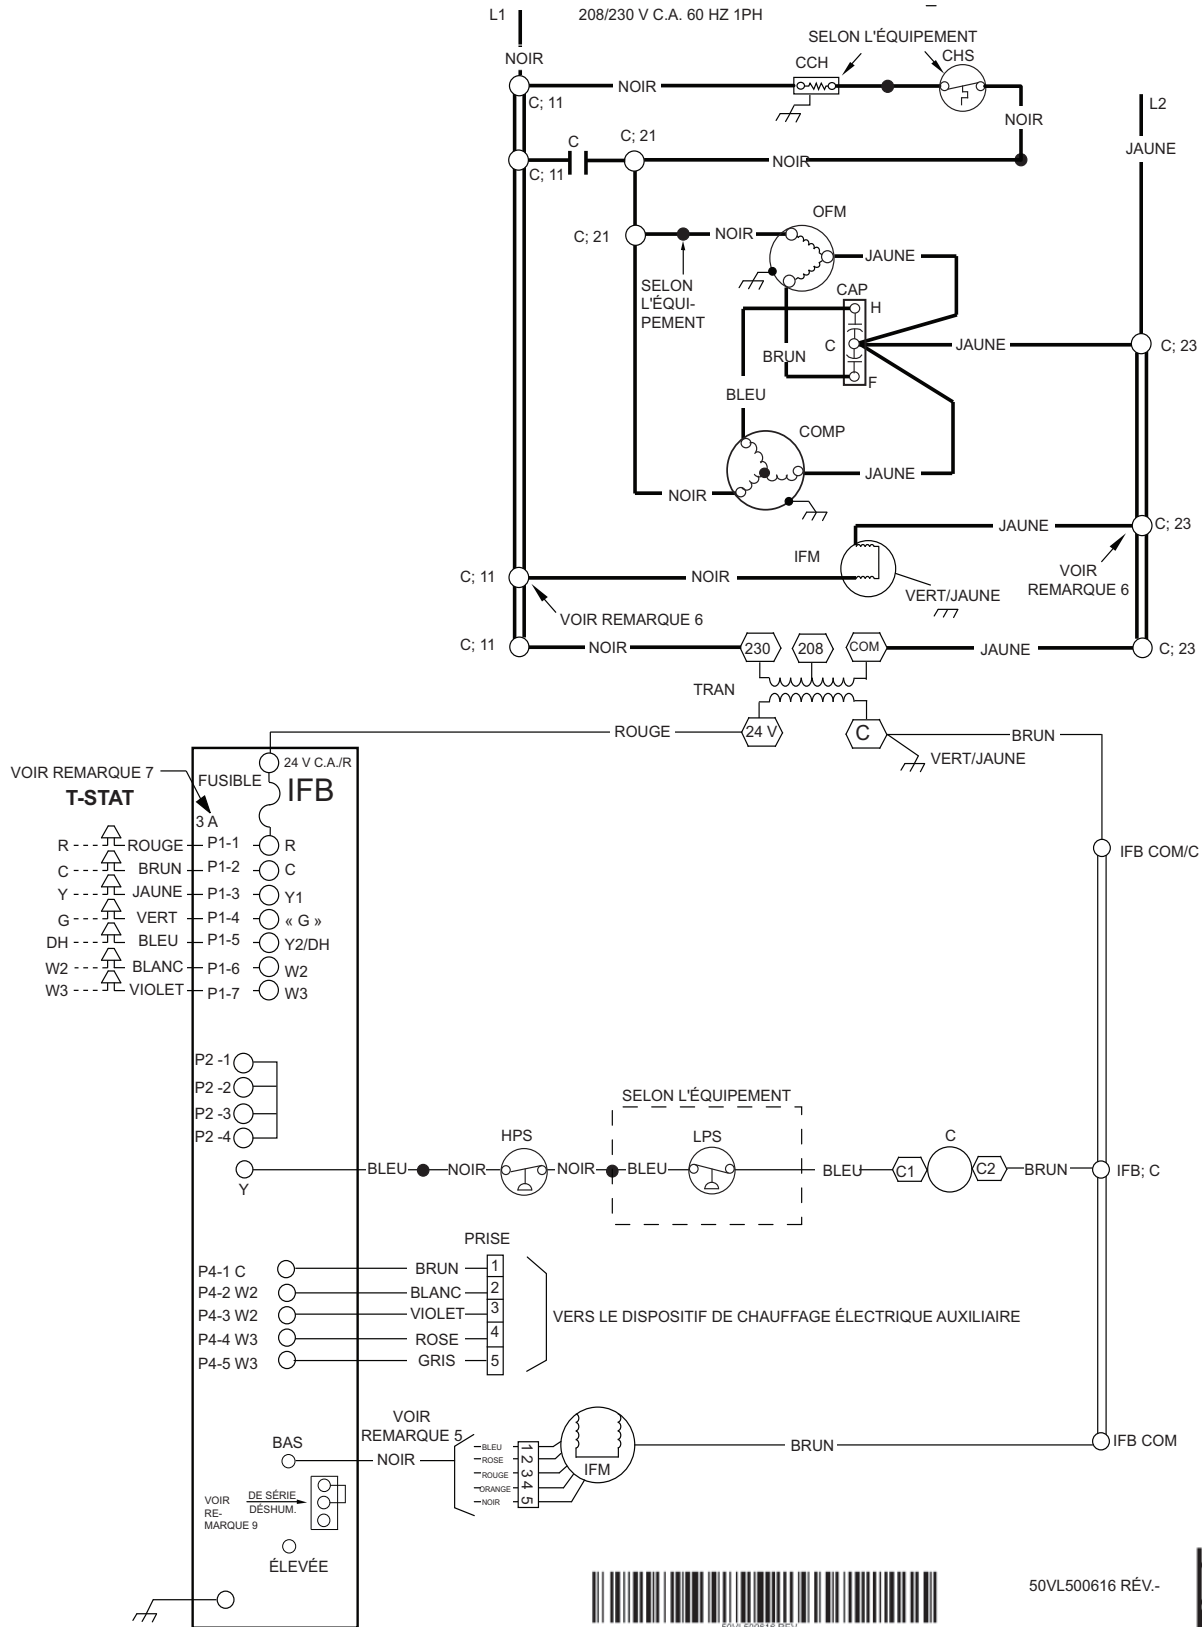 L1
208/230 V C.A. 60 HZ 1PH
SELON L'ÉQUIPEMENT
NOIR
CCH
CHS
NOIR
C; 11
NOIR
L2
JAUNE
C
C; 21
C; 11
NOIR
OFM
C; 21
NOIR
JAUNE
SELON
L'ÉQUI-
PEMENT
CAP
H
C
JAUNE
C; 23
BRUN
F
BLEU
COMP
JAUNE
NOIR
JAUNE
C; 23
IFM
C; 11
NOIR
VOIR
REMARQUE 6
VERT/JAUNE
VOIR REMARQUE 6
C; 11
NOIR
230
208
COM
JAUNE
C; 23
TRAN
ROUGE
24 V
C
BRUN
VERT/JAUNE
VOIR REMARQUE 7
T-STAT
FUSIBLE
24 V C.A./R
IFB
3 A
R ROUGE P1-1 R
C BRUN P1-2 C
Y JAUNE P1-3 Y1
G VERT P1-4 « G »
DH BLEU P1-5 Y2/DH
W2 BLANC P1-6 W2
W3 VIOLET P1-7 W3
IFB COM/C
P2 -1
P2 -2
P2 -3
P2 -4
SELON L'ÉQUIPEMENT
HPS
LPS
C
Y
BLEU
NOIR
NOIR
BLEU
BLEU
C1
C2
BRUN
IFB; C
PRISE
P4-1 C BRUN 1
P4-2 W2 BLANC 2
P4-3 W2 VIOLET 3
P4-4 W3 ROSE 4
P4-5 W3 GRIS 5
VERS LE DISPOSITIF DE CHAUFFAGE ÉLECTRIQUE AUXILIAIRE
VOIR
REMARQUE 5
BAS
NOIR
BLEU 1
ROSE 2
ROUGE 3
ORANGE 4
NOIR 5
IFM
BRUN
IFB COM
VOIR
RE-
MARQUE 9
DE SÉRIE
DÉSHUM.
ÉLEVÉE
50VL500616 RÉV.-
50VL500616 REV